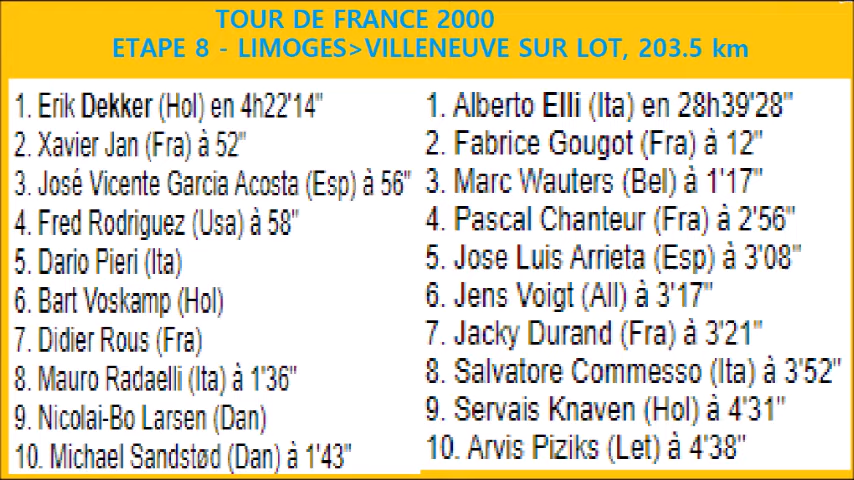 TOUR DE FRANCE 2000
ETAPE 8 - LIMOGES>VILLENEUVE SUR LOT, 203.5 km
1. Erik Dekker (Hol) en 4h22'14"
2. Xavier Jan (Fra) à 52"
3. José Vicente Garcia Acosta (Esp) à 56"
4. Fred Rodriguez (Usa) à 58"
5. Dario Pieri (Ita)
6. Bart Voskamp (Hol)
7. Didier Rous (Fra)
8. Mauro Radaelli (Ita) à 1'36"
9. Nicolai-Bo Larsen (Dan)
10. Michael Sandstød (Dan) à 1'43"
1. Alberto Elli (Ita) en 28h39'28"
2. Fabrice Gougot (Fra) à 12"
3. Marc Wauters (Bel) à 1'17"
4. Pascal Chanteur (Fra) à 2'56"
5. Jose Luis Arrieta (Esp) à 3'08"
6. Jens Voigt (All) à 3'17"
7. Jacky Durand (Fra) à 3'21"
8. Salvatore Commesso (Ita) à 3'52"
9. Servais Knaven (Hol) à 4'31"
10. Arvis Piziks (Let) à 4'38"